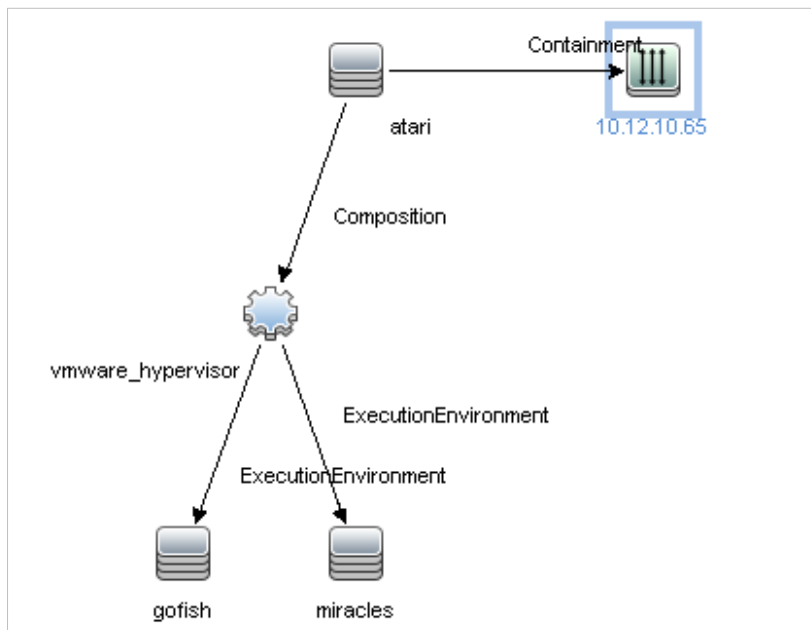 Containment
atari
10.12.10.65
Composition
vmware_hypervisor
ExecutionEnvironment
ExecutionEnvironment
gofish
miracles